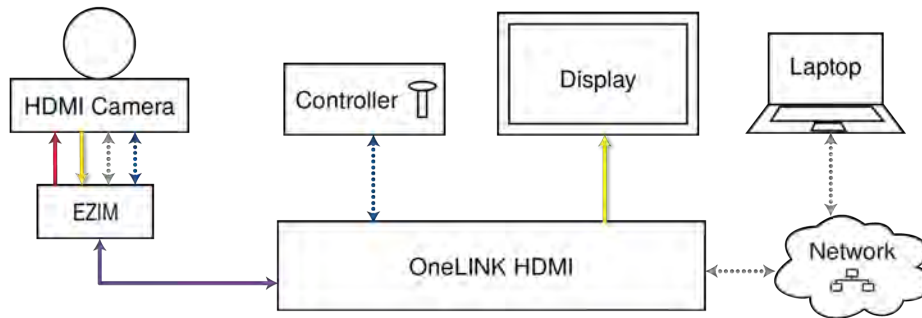 HDMI Camera
EZIM
Controller
Display
Laptop
OneLINK HDMI
Network